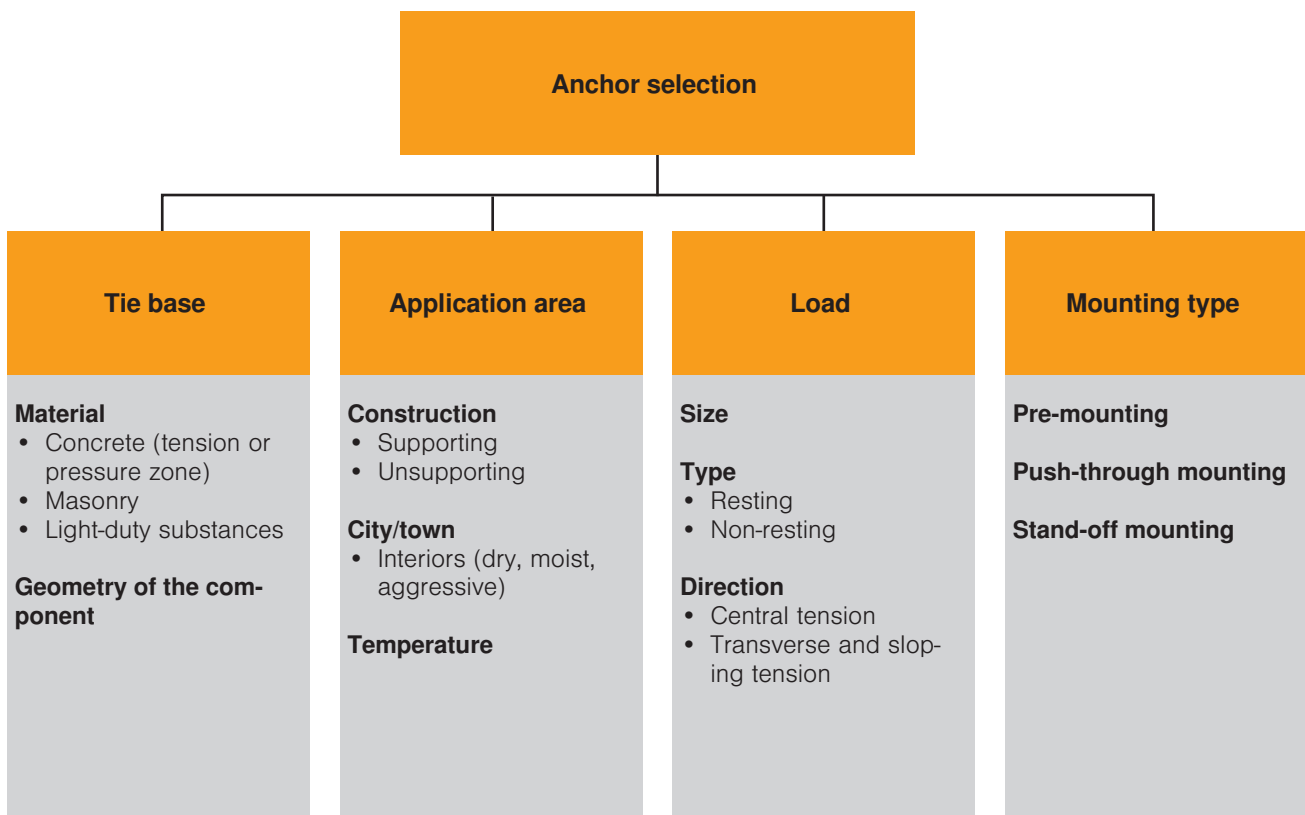 Anchor selection
Tie base
Material
• Concrete (tension or
pressure zone)
• Masonry
• Light-duty substances
Geometry of the com-
ponent
Application area
Construction
• Supporting
• Unsupporting
City/town
• Interiors (dry, moist,
aggressive)
Temperature
Load
Size
Type
• Resting
• Non-resting
Direction
• Central tension
• Transverse and slop-
ing tension
Mounting type
Pre-mounting
Push-through mounting
Stand-off mounting